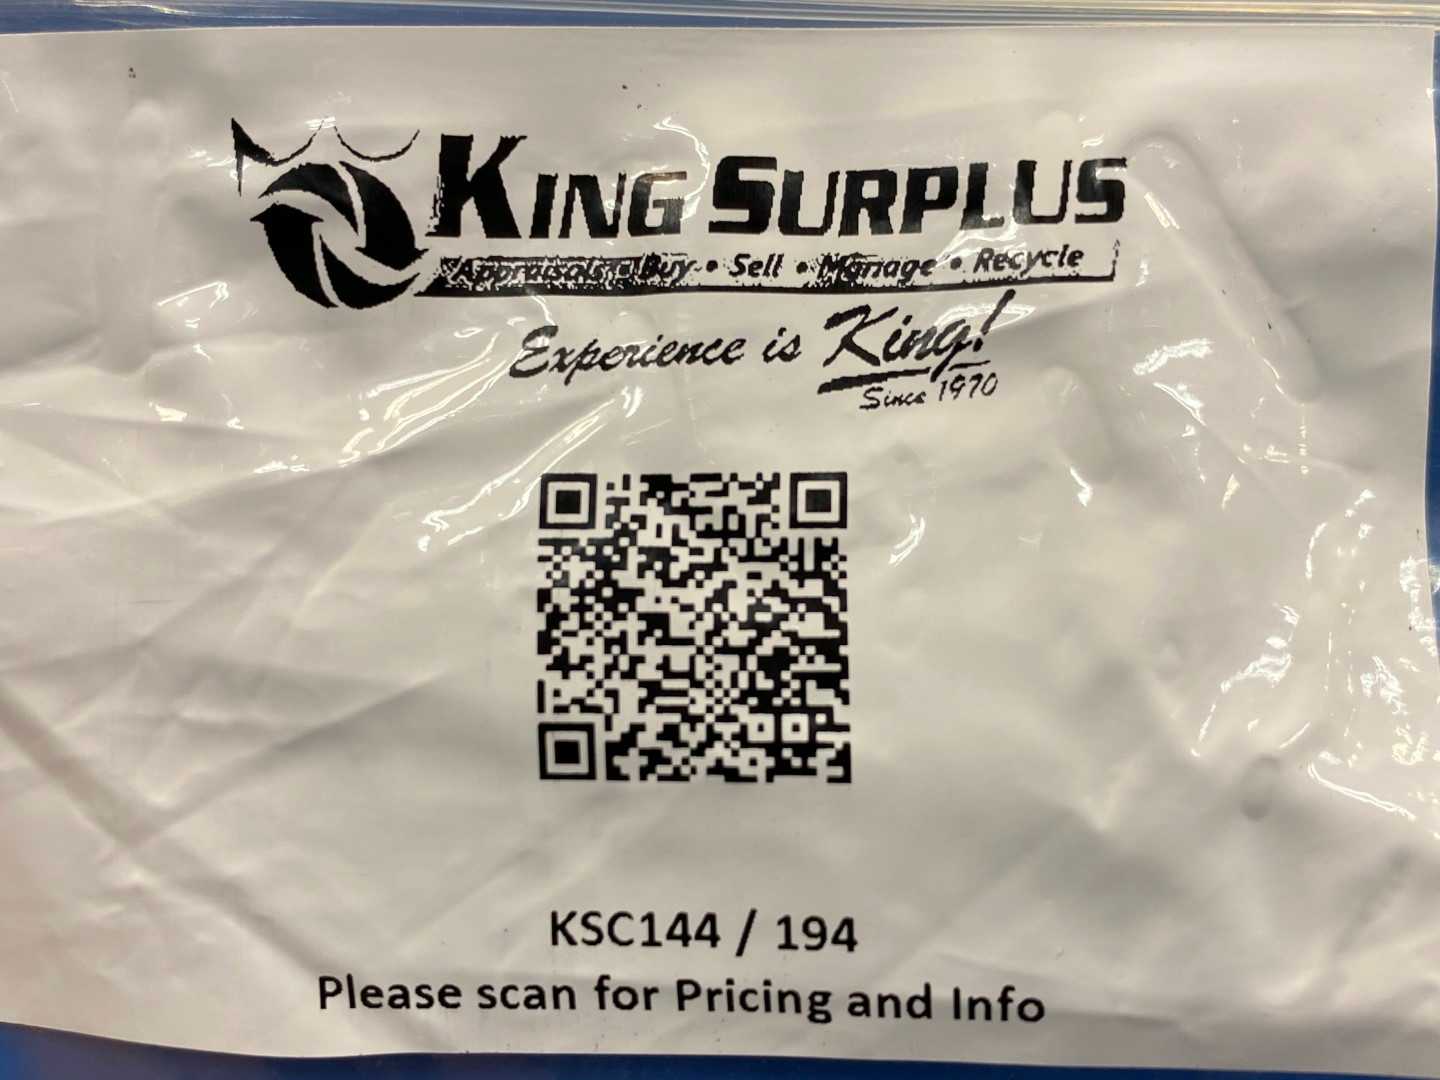 KING SURPLUS
Appraisals • Buy • Sell • Manage • Recycle
Experience is King!
Since 1970
KSC144 / 194
Please scan for Pricing and Info